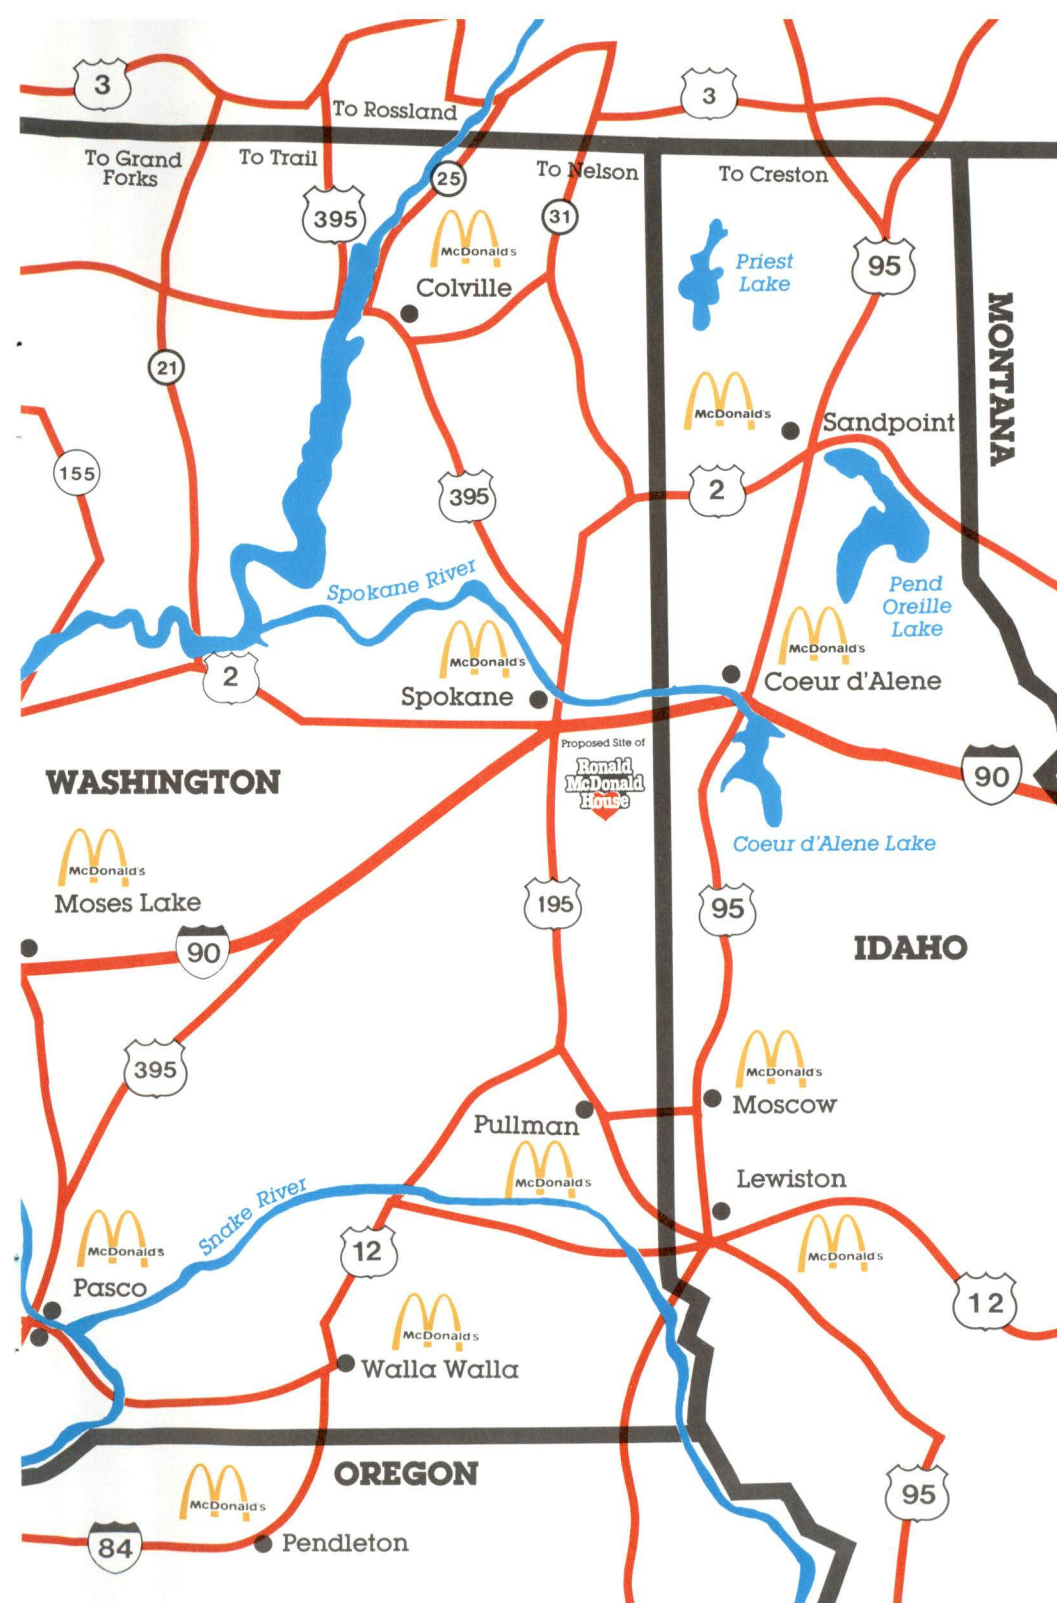 3
3
To Rossland
To Grand
Forks
To Trail
25
To Nelson
To Creston
395
31
McDonald's
Colville
95
Priest
Lake
MONTANA
21
McDonald's
Sandpoint
155
395
2
Spokane River
Pend
Oreille
Lake
McDonald's
McDonald's
2
Spokane
Coeur d'Alene
Proposed Site of
Ronald
McDonald
House
WASHINGTON
90
Coeur d'Alene Lake
McDonald's
Moses Lake
195
95
90
IDAHO
395
McDonald's
Moscow
Pullman
McDonald's
Lewiston
Snake River
McDonald's
12
McDonald's
Pasco
12
McDonald's
Walla Walla
OREGON
McDonald's
95
84
Pendleton